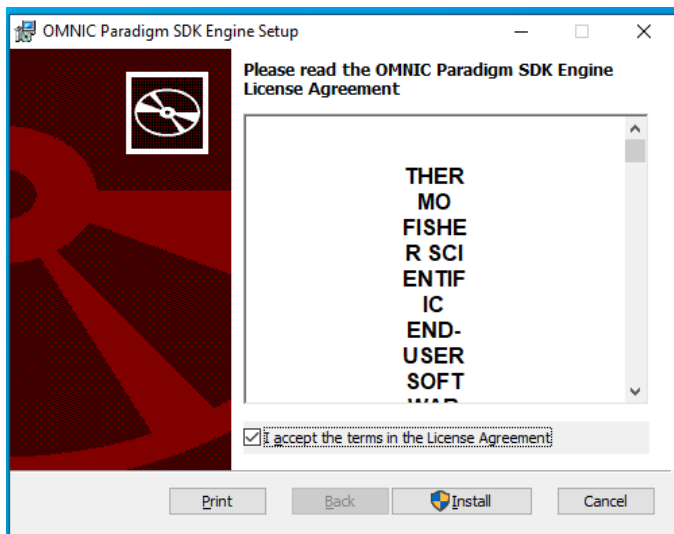 OMNIC Paradigm SDK Engine Setup
Please read the OMNIC Paradigm SDK Engine
License Agreement
THER
MO
FISHE
R SCI
ENTIF
IC
END-
USER
SOFT
WAR
I accept the terms in the License Agreement
Print
Back
Install
Cancel